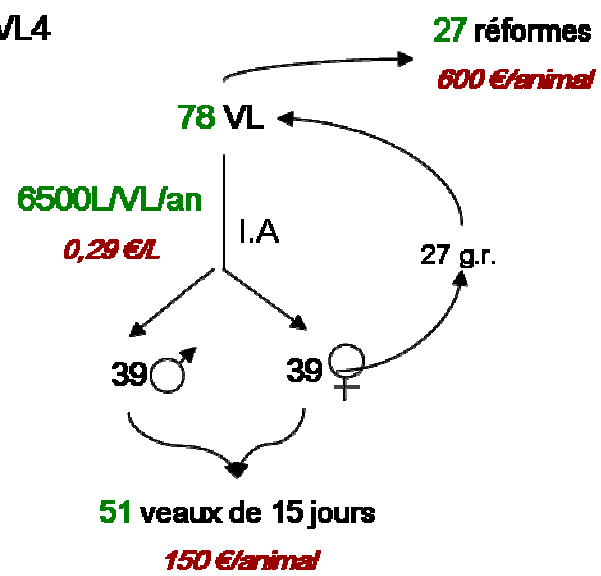 VL4
27 réformes
600 €/animal
78 VL
6500L/VL/an
0,29 €/L
I.A
27 g.r.
39
39
51 veaux de 15 jours
150 €/animal